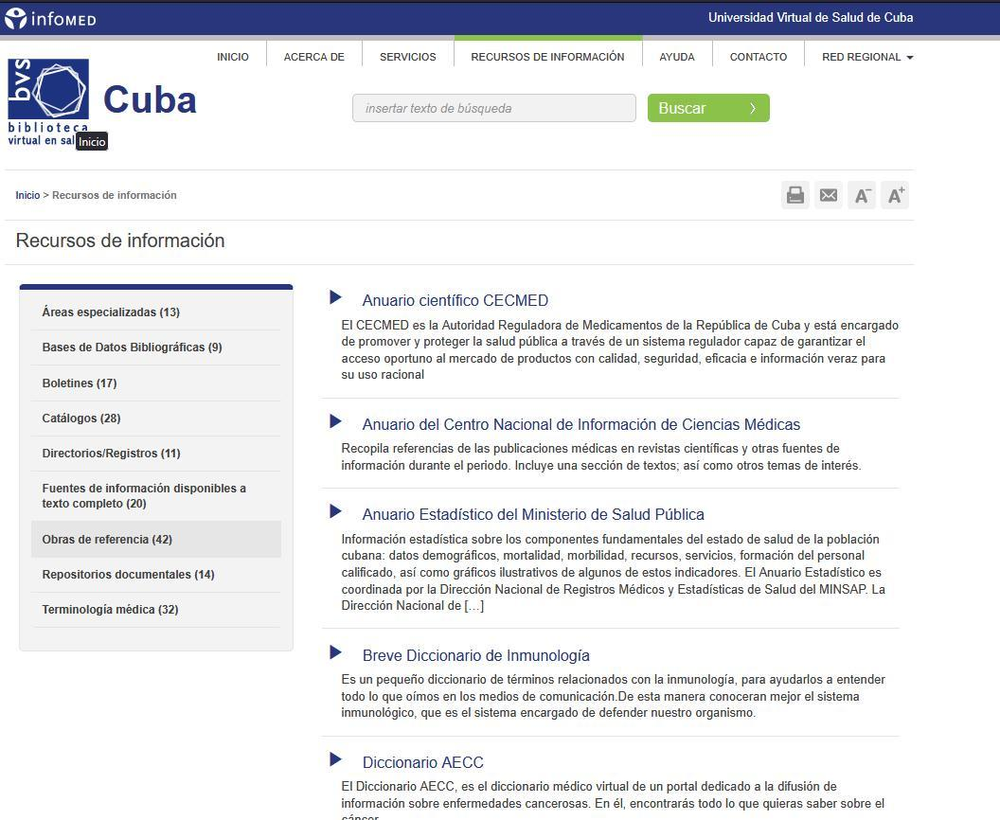 infoMED
Universidad Virtual de Salud de Cuba
INICIO
ACERCA DE
SERVICIOS
RECURSOS DE INFORMACIÓN
AYUDA
CONTACTO
RED REGIONAL
bvs
Cuba
biblioteca
virtual en sal
Inicio
insertar texto de búsqueda
Buscar
Inicio > Recursos de información
A-
A+
Recursos de información
Áreas especializadas (13)
Bases de Datos Bibliográficas (9)
Boletines (17)
Catálogos (28)
Directorios/Registros (11)
Fuentes de información disponibles a
texto completo (20)
Obras de referencia (42)
Repositorios documentales (14)
Terminología médica (32)
Anuario científico CECMED
El CECMED es la Autoridad Reguladora de Medicamentos de la República de Cuba y está encargado
de promover y proteger la salud pública a través de un sistema regulador capaz de garantizar el
acceso oportuno al mercado de productos con calidad, seguridad, eficacia e información veraz para
su uso racional
Anuario del Centro Nacional de Información de Ciencias Médicas
Recopila referencias de las publicaciones médicas en revistas científicas y otras fuentes de
información durante el periodo. Incluye una sección de textos; así como otros temas de interés.
Anuario Estadístico del Ministerio de Salud Pública
Información estadística sobre los componentes fundamentales del estado de salud de la población
cubana: datos demográficos, mortalidad, morbilidad, recursos, servicios, formación del personal
calificado, así como gráficos ilustrativos de algunos de estos indicadores. El Anuario Estadístico es
coordinada por la Dirección Nacional de Registros Médicos y Estadísticas de Salud del MINSAP. La
Dirección Nacional de […]
Breve Diccionario de Inmunología
Es un pequeño diccionario de términos relacionados con la inmunología, para ayudarlos a entender
todo lo que oímos en los medios de comunicación.De esta manera conoceran mejor el sistema
inmunológico, que es el sistema encargado de defender nuestro organismo.
Diccionario AECC
El Diccionario AECC, es el diccionario médico virtual de un portal dedicado a la difusión de
información sobre enfermedades cancerosas. En él, encontrarás todo lo que quieras saber sobre el
cáncer